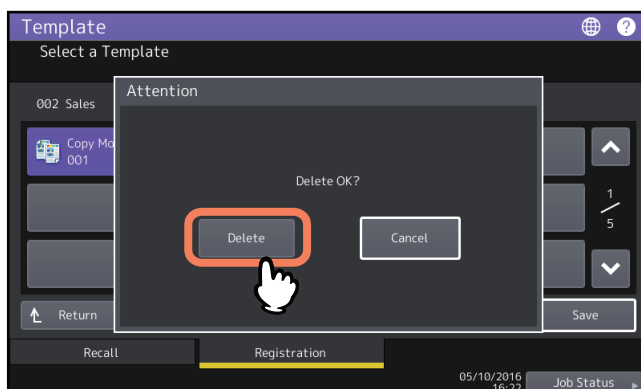 Template
?
Select a Template
Attention
002 Sales
Copy Mo
001
Delete OK?
1
5
Delete
Cancel
Return
Save
Recall
Registration
05/10/2016
16:22
Job Status